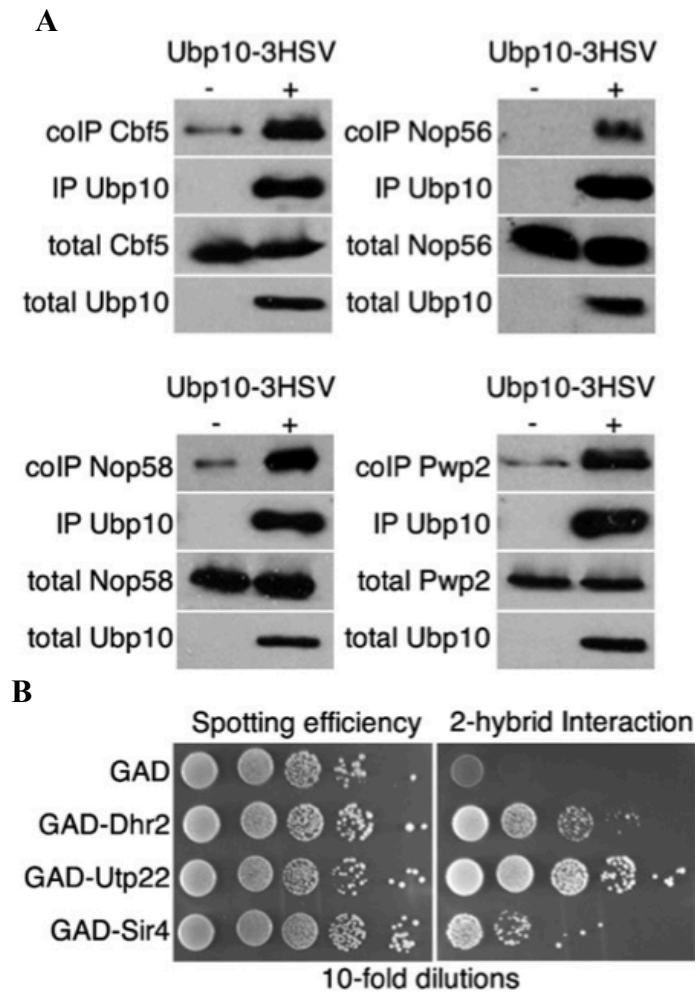 A
Ubp10-3HSV
- +
coIP Cbf5
IP Ubp10
total Cbf5
total Ubp10
Ubp10-3HSV
- +
coIP Nop56
IP Ubp10
total Nop56
total Ubp10
Ubp10-3HSV
- +
coIP Nop58
IP Ubp10
total Nop58
total Ubp10
Ubp10-3HSV
- +
coIP Pwp2
IP Ubp10
total Pwp2
total Ubp10
B
Spotting efficiency 2-hybrid Interaction
GAD
GAD-Dhr2
GAD-Utp22
GAD-Sir4
10-fold dilutions